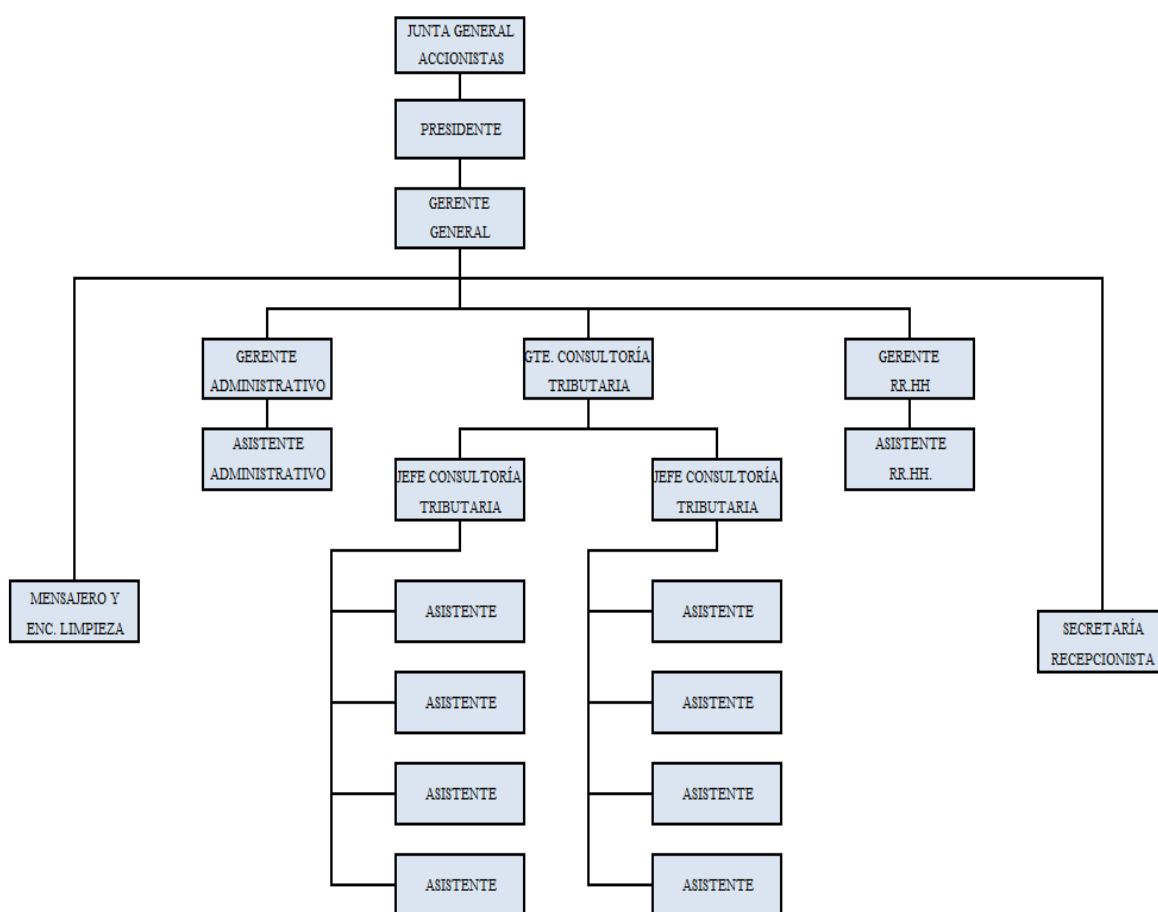 JUNTA GENERAL
ACCIONISTAS
PRESIDENTE
GERENTE
GENERAL
GERENTE
ADMINISTRATIVO
GTE. CONSULTORÍA
TRIBUTARIA
GERENTE
RR.HH
ASISTENTE
ADMINISTRATIVO
ASISTENTE
RR.HH.
JEFE CONSULTORÍA
TRIBUTARIA
JEFE CONSULTORÍA
TRIBUTARIA
MENSAJERO Y
ENC. LIMPIEZA
ASISTENTE
ASISTENTE
SECRETARÍA
RECEPCIONISTA
ASISTENTE
ASISTENTE
ASISTENTE
ASISTENTE
ASISTENTE
ASISTENTE